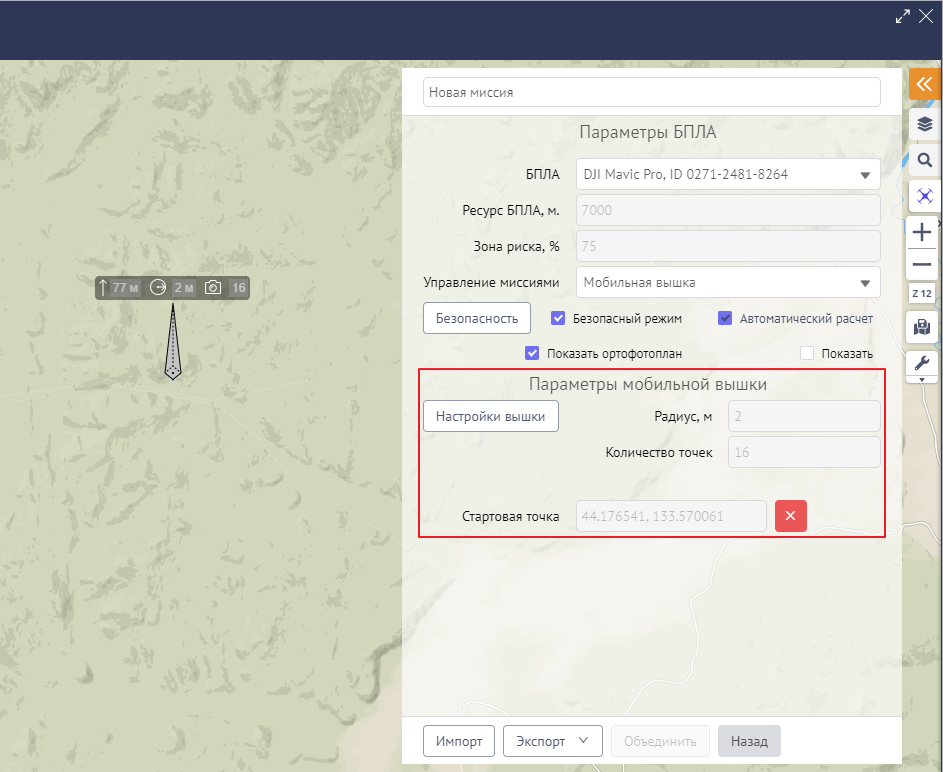 Новая миссия
Параметры БПЛА
БПЛА DJI Mavic Pro, ID 0271-2481-8264
Ресурс БПЛА, м. 7000
Зона риска, % 75
Управление миссиями Мобильная вышка
Безопасность Безопасный режим Автоматический расчет
Показать ортофотоплан Показать
Параметры мобильной вышки
Настройки вышки Радиус, м 2
Количество точек 16
Стартовая точка 44.176541, 133.570061
Импорт Экспорт Объединить Назад
77 м 2 м 16
Z 12